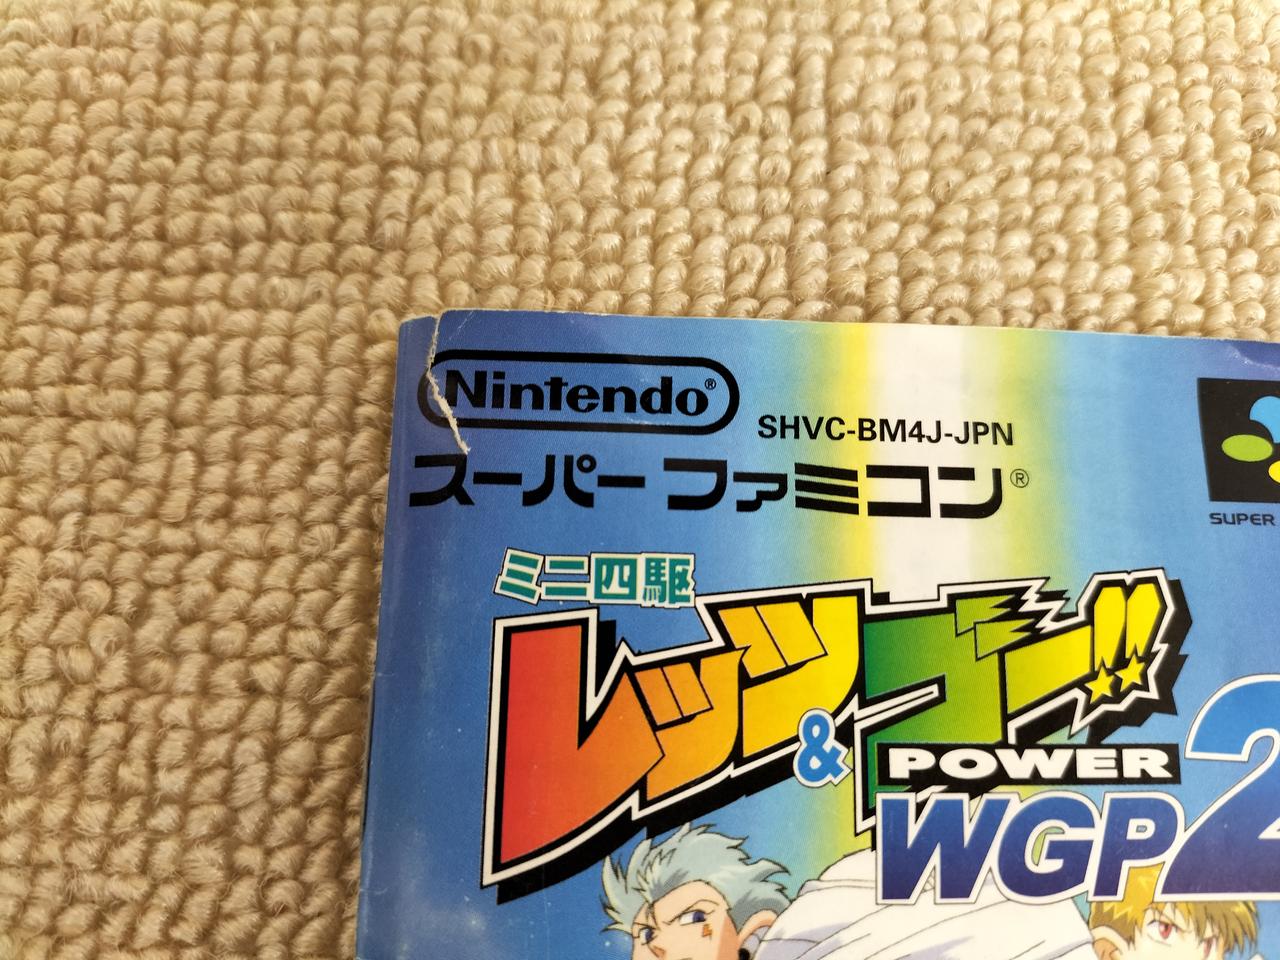 Nintendo®
SHVC-BM4J-JPN
スーパーファミコン®
SUPER
ミニ四駆
レッツ&ゴー!!
POWER
WGP2